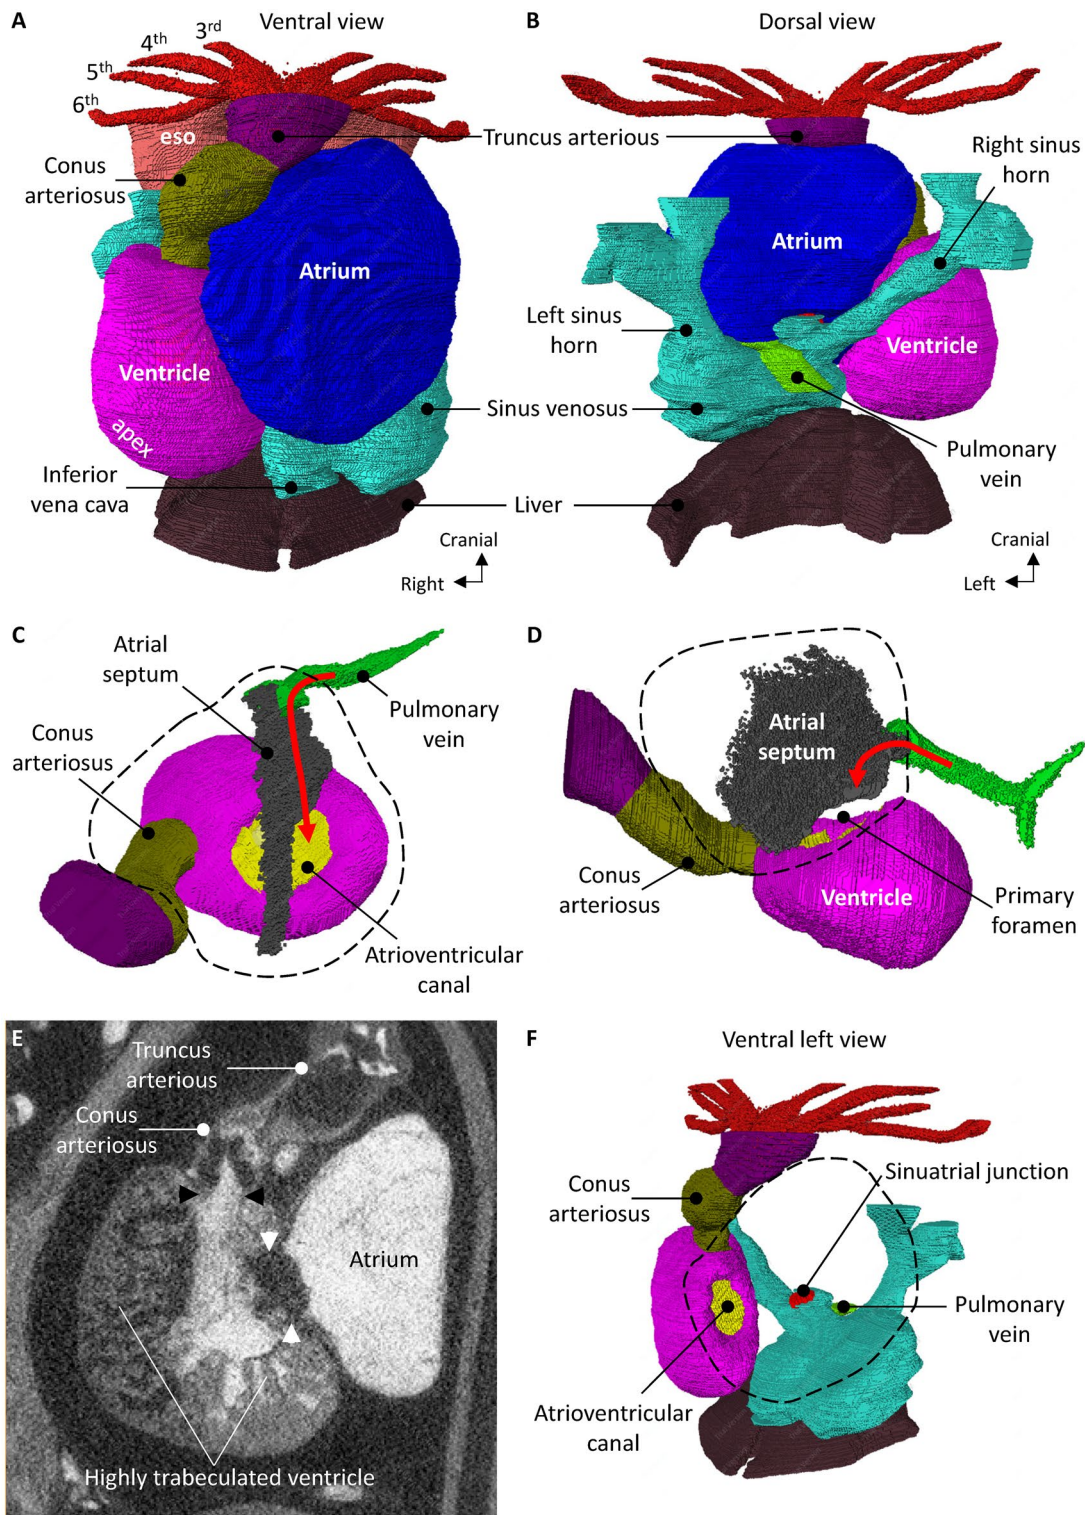 A
Ventral view
B
Dorsal view
3rd
4th
5th
6th
eso
Truncus arterious
Right sinus
horn
Conus
arteriosus
Atrium
Atrium
Left sinus
horn
Ventricle
Ventricle
apex
Sinus venosus
Pulmonary
vein
Inferior
vena cava
Liver
Cranial
Right
Cranial
Left
C
Atrial
septum
Pulmonary
vein
Conus
arteriosus
Atrioventricular
canal
D
Atrial
septum
Conus
arteriosus
Ventricle
Primary
foramen
E
Truncus
arterious
Conus
arteriosus
Atrium
Highly trabeculated ventricle
F
Ventral left view
Sinuatrial junction
Conus
arteriosus
Pulmonary
vein
Atrioventricular
canal